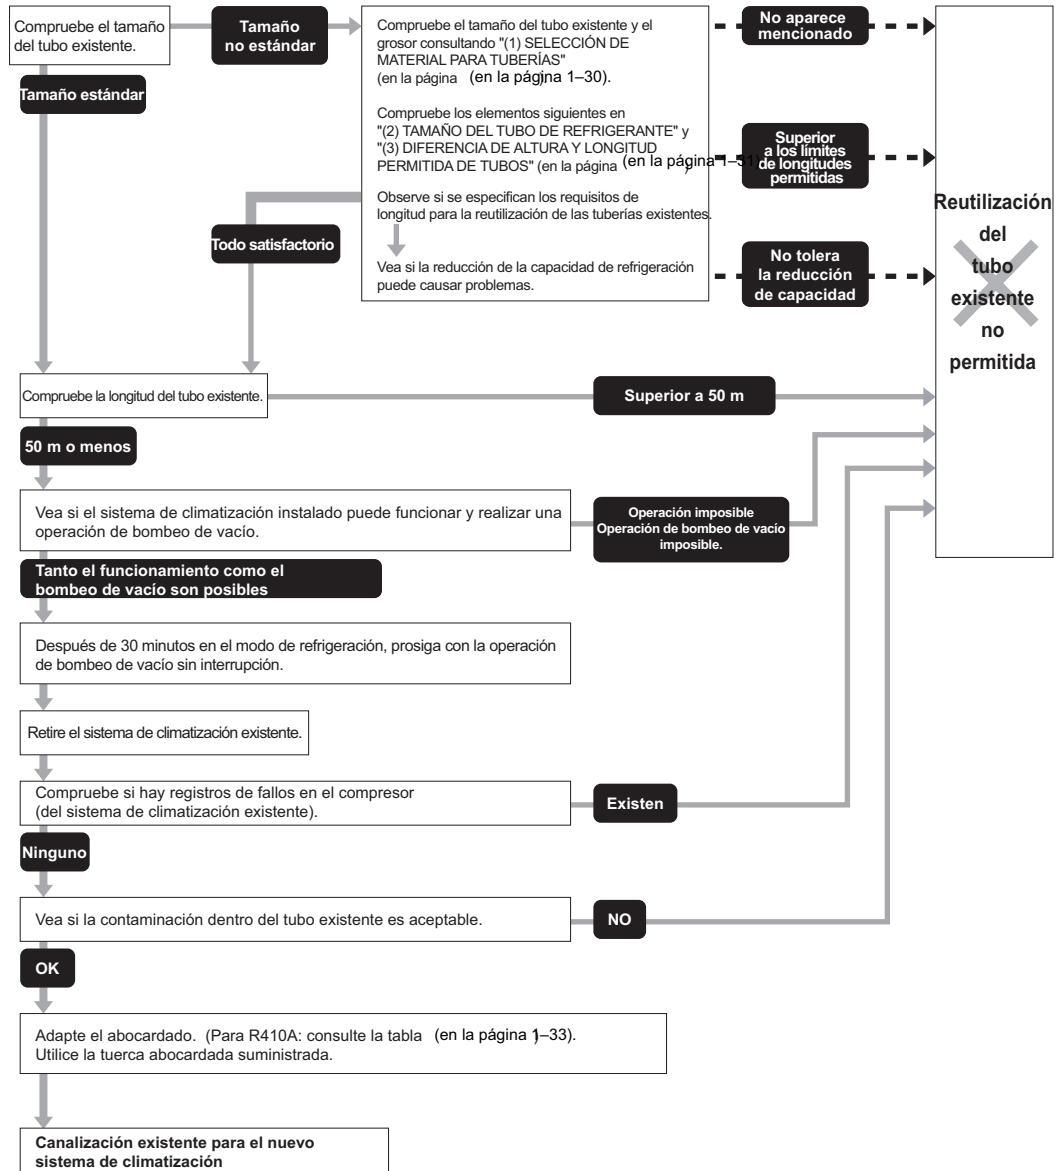 Compruebe el tamaño
del tubo existente.
Tamaño
no estándar
Compruebe el tamaño del tubo existente y el
grosor consultando "(1) SELECCIÓN DE
MATERIAL PARA TUBERÍAS"
(en la página (en la página 1–30).
Compruebe los elementos siguientes en
"(2) TAMAÑO DEL TUBO DE REFRIGERANTE" y
"(3) DIFERENCIA DE ALTURA Y LONGITUD
PERMITIDA DE TUBOS" (en la página (en la página 1–31)
Observe si se especifican los requisitos de
longitud para la reutilización de las tuberías existentes.
Vea si la reducción de la capacidad de refrigeración
puede causar problemas.
No aparece
mencionado
Superior
a los límites
de longitudes
permitidas
No tolera
la reducción
de capacidad
Reutilización
del
tubo
existente
no
permitida
Tamaño estándar
Todo satisfactorio
Compruebe la longitud del tubo existente.
Superior a 50 m
50 m o menos
Vea si el sistema de climatización instalado puede funcionar y realizar una
operación de bombeo de vacío.
Operación imposible
Operación de bombeo de vacío
imposible.
Tanto el funcionamiento como el
bombeo de vacío son posibles
Después de 30 minutos en el modo de refrigeración, prosiga con la operación
de bombeo de vacío sin interrupción.
Retire el sistema de climatización existente.
Compruebe si hay registros de fallos en el compresor
(del sistema de climatización existente).
Existen
Ninguno
Vea si la contaminación dentro del tubo existente es aceptable.
NO
OK
Adapte el abocardado. (Para R410A: consulte la tabla (en la página 1–33).
Utilice la tuerca abocardada suministrada.
Canalización existente para el nuevo
sistema de climatización